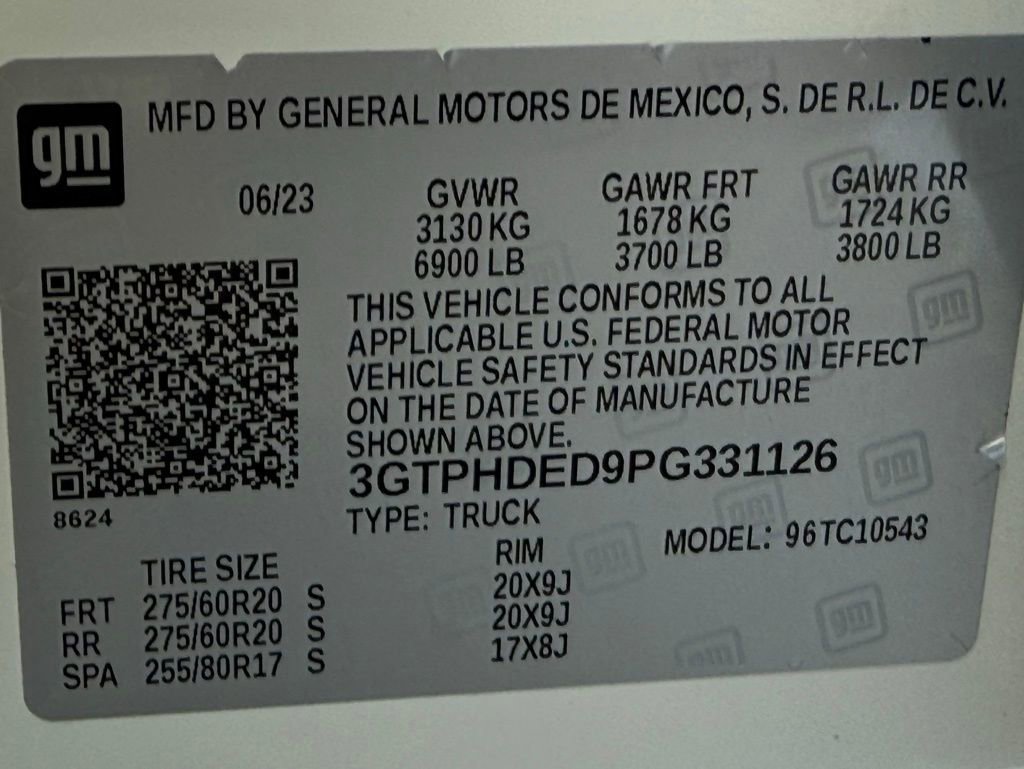 gm MFD BY GENERAL MOTORS DE MEXICO, S. DE R.L. DE C.V.
06/23 GVWR GAWR FRT GAWR RR
3130 KG 1678 KG 1724 KG
6900 LB 3700 LB 3800 LB
THIS VEHICLE CONFORMS TO ALL
APPLICABLE U.S. FEDERAL MOTOR
VEHICLE SAFETY STANDARDS IN EFFECT
ON THE DATE OF MANUFACTURE
SHOWN ABOVE.
3GTPHDED9PG331126
8624
TYPE: TRUCK MODEL: 96TC10543
TIRE SIZE RIM
FRT 275/60R20 S 20X9J
RR 275/60R20 S 20X9J
SPA 255/80R17 S 17X8J